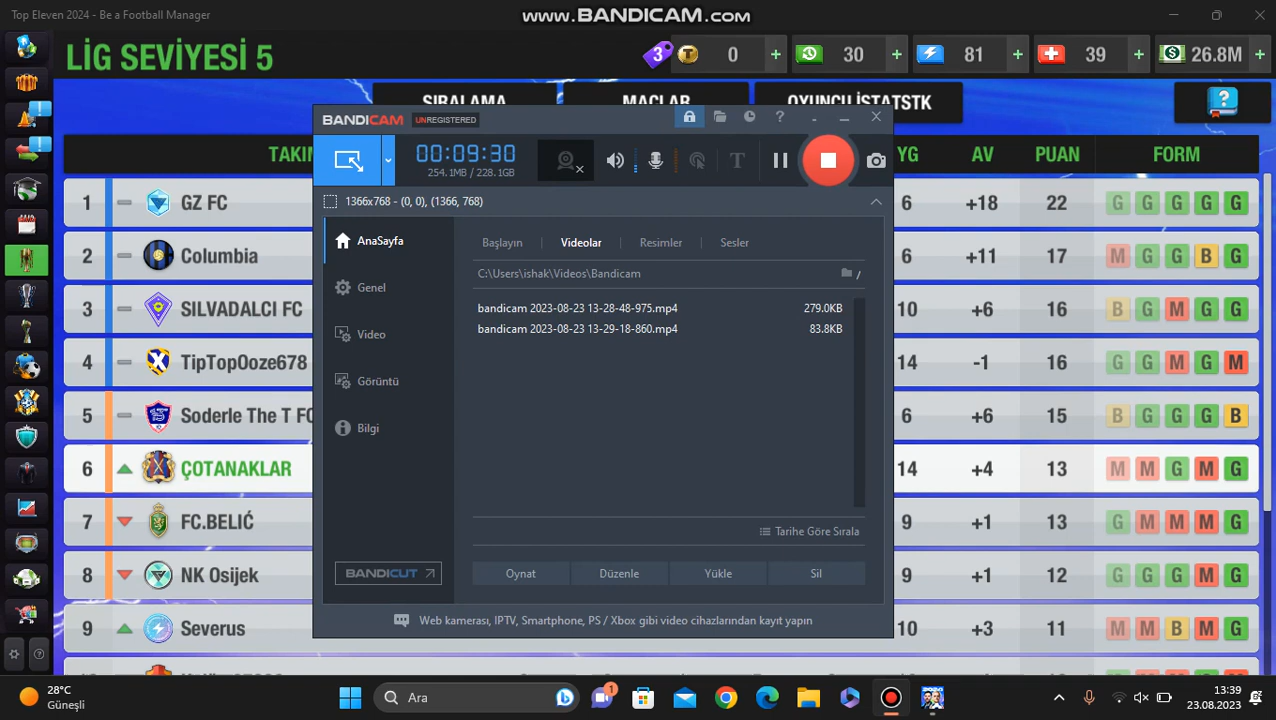 Top Eleven 2024 - Be a Football Manager
www.BANDICAM.com
LİG SEVİYESİ 5
3 T 0 + 30 + 81 + 39 + 26.8M +
SIRALAMA MAÇLAR OYUNCU İSTATSTK
BANDICAM UNREGISTERED
00:09:30
254.1MB / 228.1GB
1366x768 - (0, 0), (1366, 768)
AnaSayfa
Genel
Video
Görüntü
Bilgi
BANDICUT
Başlayın Videolar Resimler Sesler
C:\Users\ishak\Videos\Bandicam
bandicam 2023-08-23 13-28-48-975.mp4 279.0KB
bandicam 2023-08-23 13-29-18-860.mp4 83.8KB
Tarihe Göre Sırala
Oynat Düzenle Yükle Sil
Web kamerası, IPTV, Smartphone, PS / Xbox gibi video cihazlarından kayıt yapın
YG AV PUAN FORM
1 GZ FC 6 +18 22 G G G G G
2 Columbia 6 +11 17 M G G B G
3 SILVADALCI FC 10 +6 16 B G M G G
4 TipTopOoze678 14 -1 16 G G M G M
5 Soderle The T FC 6 +6 15 B G G G B
6 ÇOTANAKLAR 14 +4 13 M M G M G
7 FC.BELIĆ 9 +1 13 G M M M G
8 NK Osijek 9 +1 12 G G G M G
9 Severus 10 +3 11 M M B M G
28°C
Güneşli
Ara
1
13:39
23.08.2023